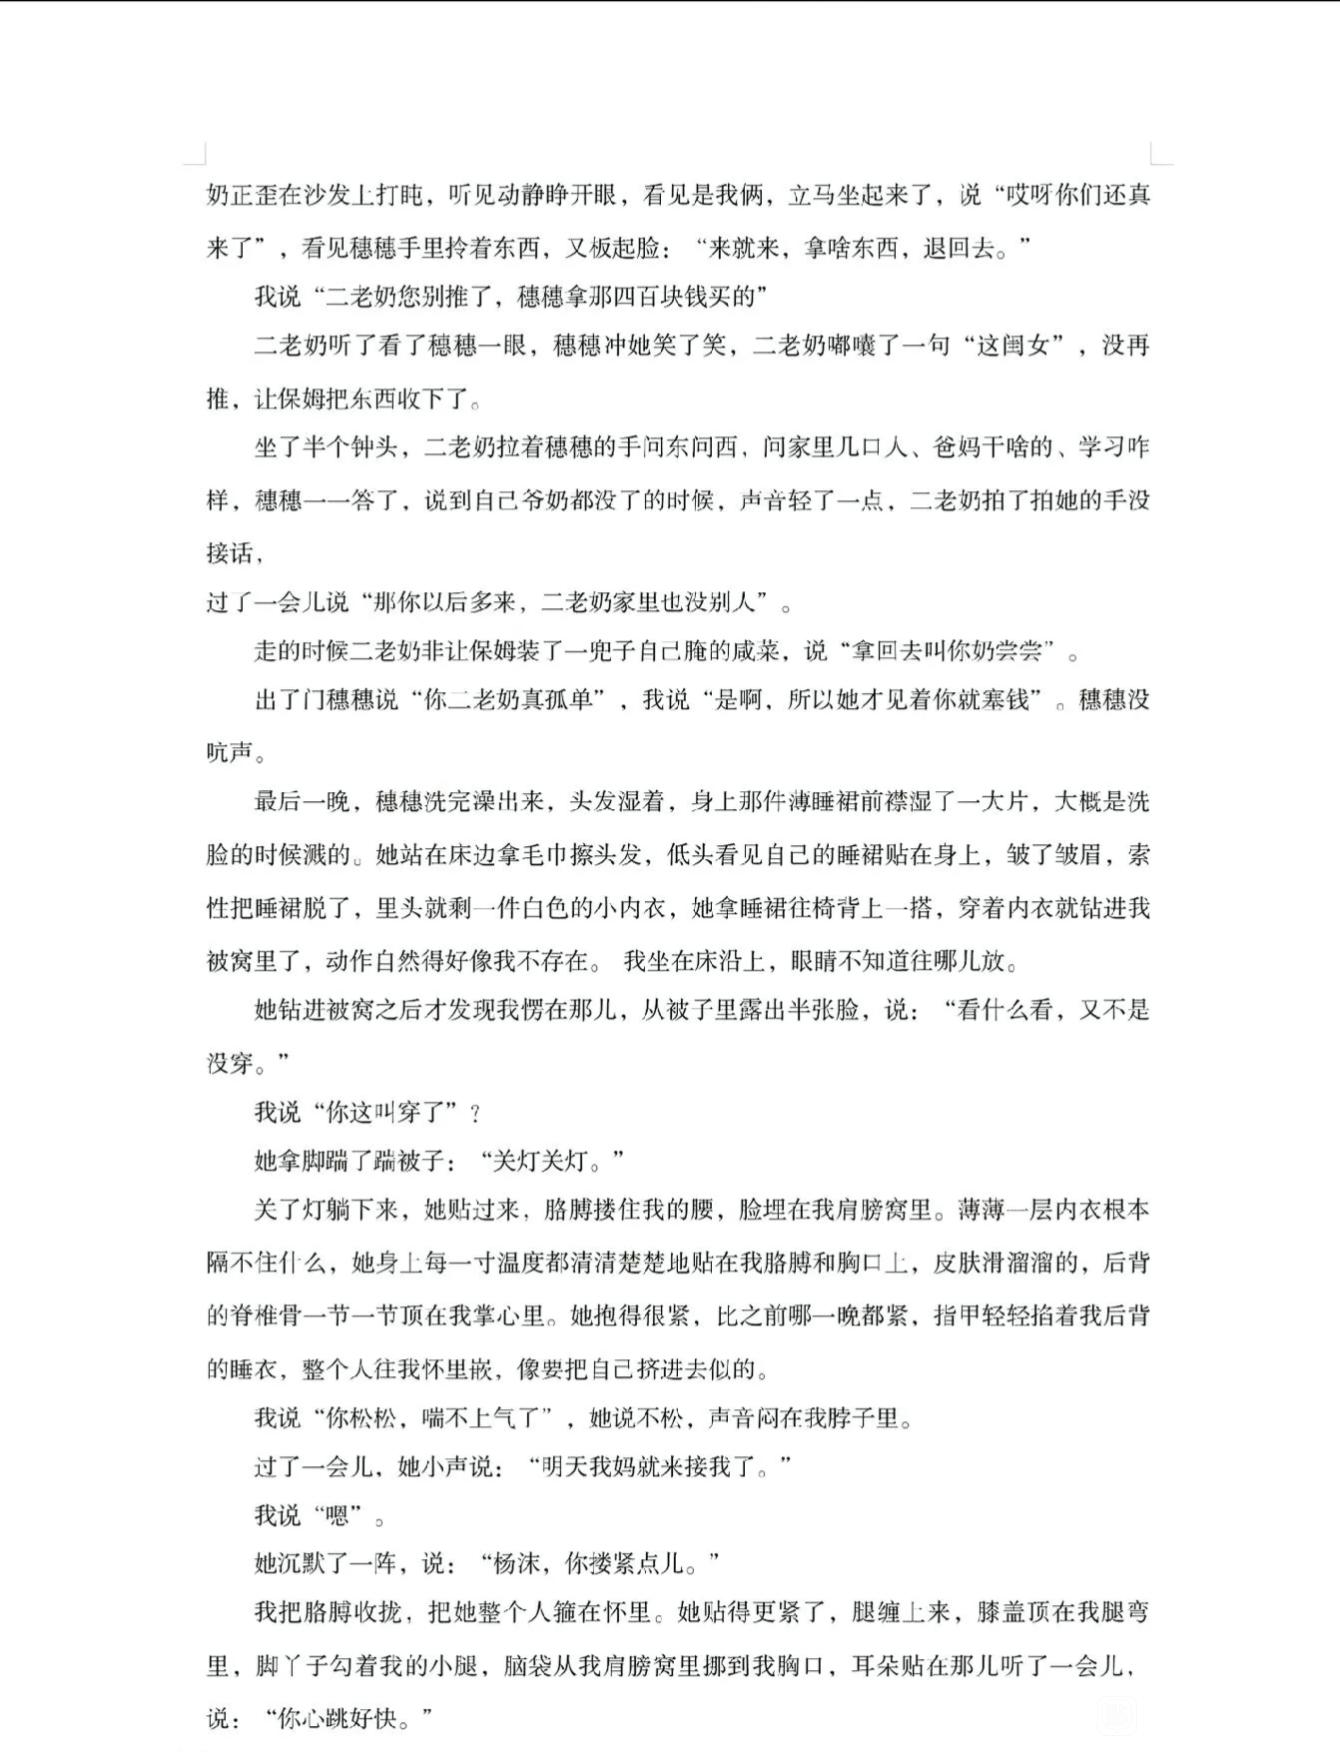 奶正歪在沙发上打盹，听见动静睁开眼，看见是我俩，立马坐起来了，说“哎呀你们还真
来了”，看见穗穗手里拎着东西，又板起脸：“来就来，拿啥东西，退回去。”
我说“二老奶您别推了，穗穗拿那四百块钱买的”
二老奶听了看了穗穗一眼，穗穗冲她笑了笑，二老奶嘟囔了一句“这闺女”，没再
推，让保姆把东西收下了。
坐了半个钟头，二老奶拉着穗穗的手问东问西，问家里几口人、爸妈干啥的、学习咋
样，穗穗一一答了，说到自己爷奶都没了的时候，声音轻了一点，二老奶拍了拍她的手没
接话，
过了一会儿说“那你以后多来，二老奶家里也没别人”。
走的时候二老奶非让保姆装了一兜子自己腌的咸菜，说“拿回去叫你奶尝尝”。
出了门穗穗说“你二老奶真孤单”，我说“是啊，所以她才见着你就塞钱”。穗穗没
吭声。
最后一晚，穗穗洗完澡出来，头发湿着，身上那件薄睡裙前襟湿了一大片，大概是洗
脸的时候溅的。她站在床边拿毛巾擦头发，低头看见自己的睡裙贴在身上，皱了皱眉，索
性把睡裙脱了，里头就剩一件白色的小内衣，她拿睡裙往椅背上一搭，穿着内衣就钻进我
被窝里了，动作自然得好像我不存在。 我坐在床沿上，眼睛不知道往哪儿放。
她钻进被窝之后才发现我愣在那儿，从被子里露出半张脸，说：“看什么看，又不是
没穿。”
我说“你这叫穿了”？
她拿脚踹了踹被子：“关灯关灯。”
关了灯躺下来，她贴过来，胳膊搂住我的腰，脸埋在我肩膀窝里。薄薄一层内衣根本
隔不住什么，她身上每一寸温度都清清楚楚地贴在我胳膊和胸口上，皮肤滑溜溜的，后背
的脊椎骨一节一节顶在我掌心里。她抱得很紧，比之前哪一晚都紧，指甲轻轻掐着我后背
的睡衣，整个人往我怀里嵌，像要把自己挤进去似的。
我说“你松松，喘不上气了”，她说不松，声音闷在我脖子里。
过了一会儿，她小声说：“明天我妈就来接我了。”
我说“嗯”。
她沉默了一阵，说：“杨沫，你搂紧点儿。”
我把胳膊收拢，把她整个人箍在怀里。她贴得更紧了，腿缠上来，膝盖顶在我腿弯
里，脚丫子勾着我的小腿，脑袋从我肩膀窝里挪到我胸口，耳朵贴在那儿听了一会儿，
说：“你心跳好快。”